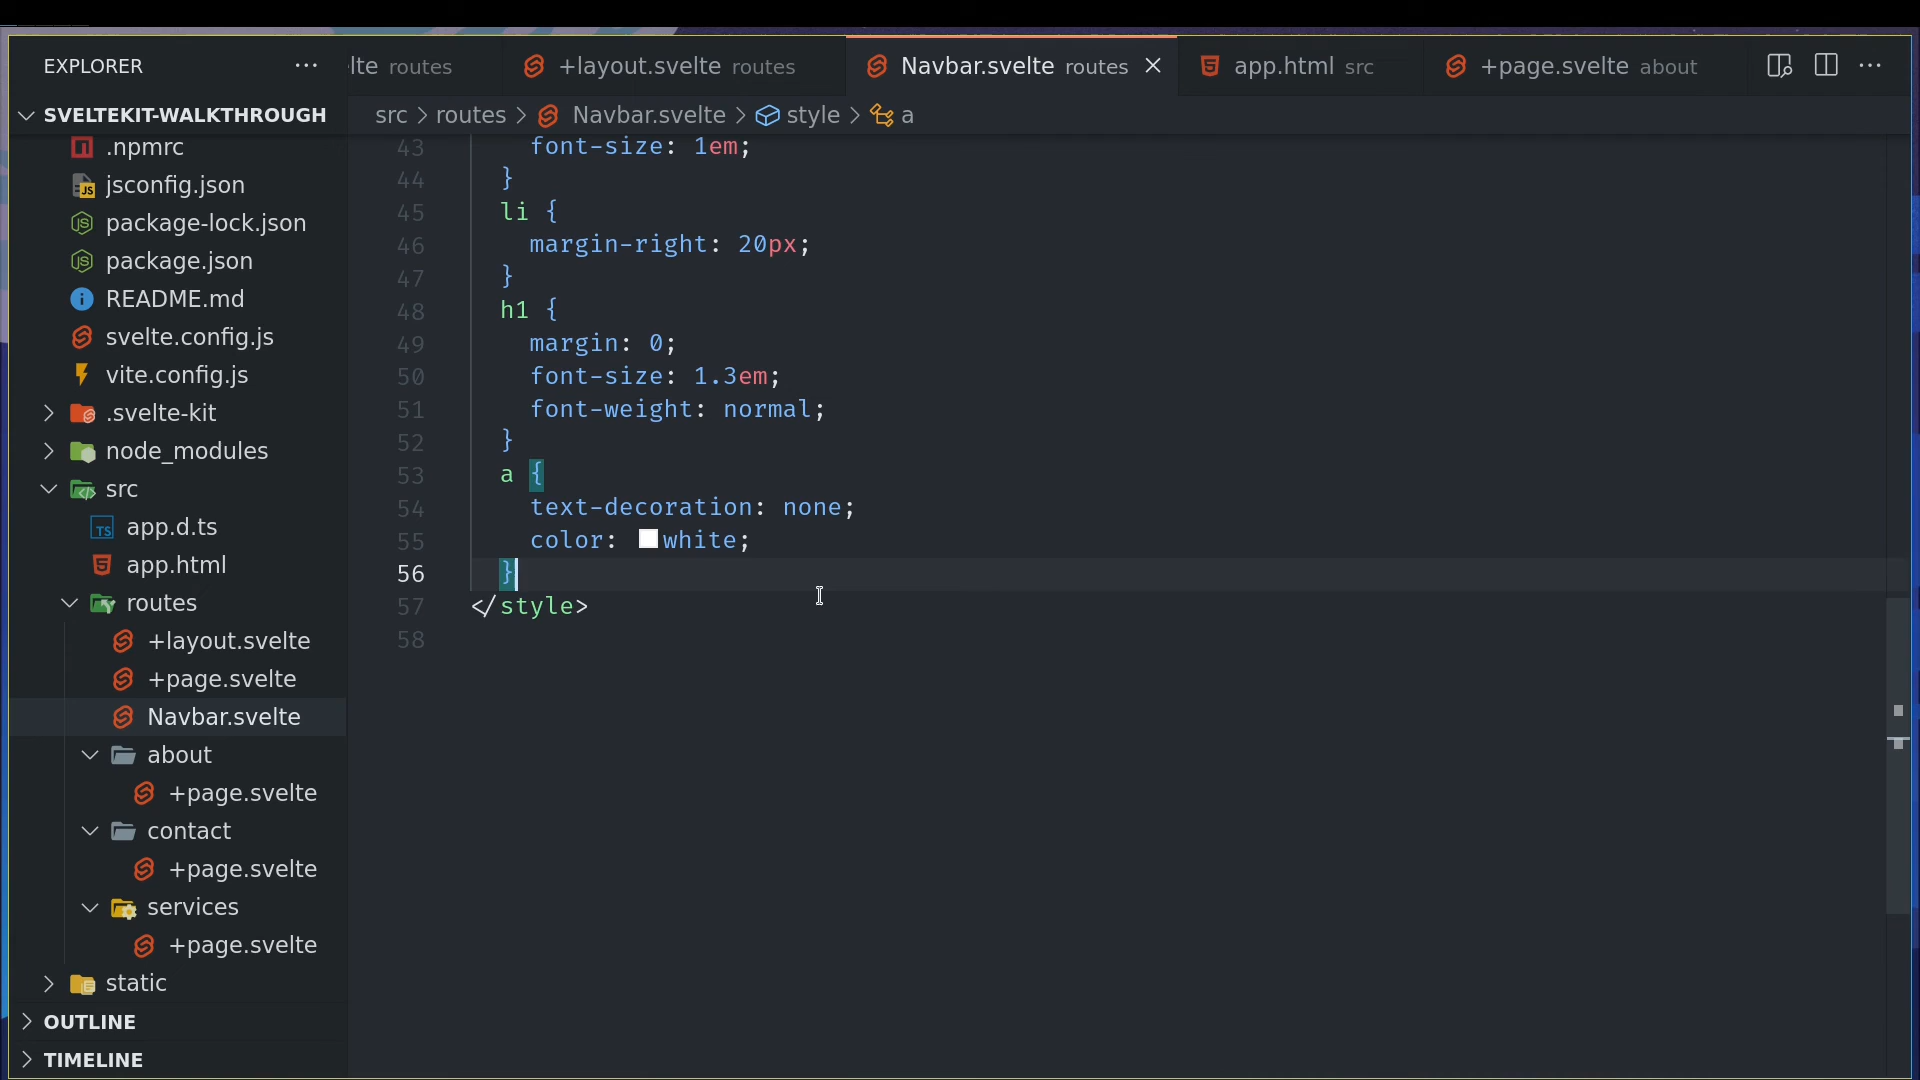 EXPLORER
SVELTEKIT-WALKTHROUGH
.npmrc
jsconfig.json
package-lock.json
package.json
README.md
svelte.config.js
vite.config.js
.svelte-kit
node_modules
src
app.d.ts
app.html
routes
+layout.svelte
+page.svelte
Navbar.svelte
about
+page.svelte
contact
+page.svelte
services
+page.svelte
static
OUTLINE
TIMELINE
lte routes +layout.svelte routes Navbar.svelte routes app.html src +page.svelte about
src > routes > Navbar.svelte > style > a
43 font-size: 1em;
44 }
45 li {
46 margin-right: 20px;
47 }
48 h1 {
49 margin: 0;
50 font-size: 1.3em;
51 font-weight: normal;
52 }
53 a {
54 text-decoration: none;
55 color: white;
56 }
57 </style>
58